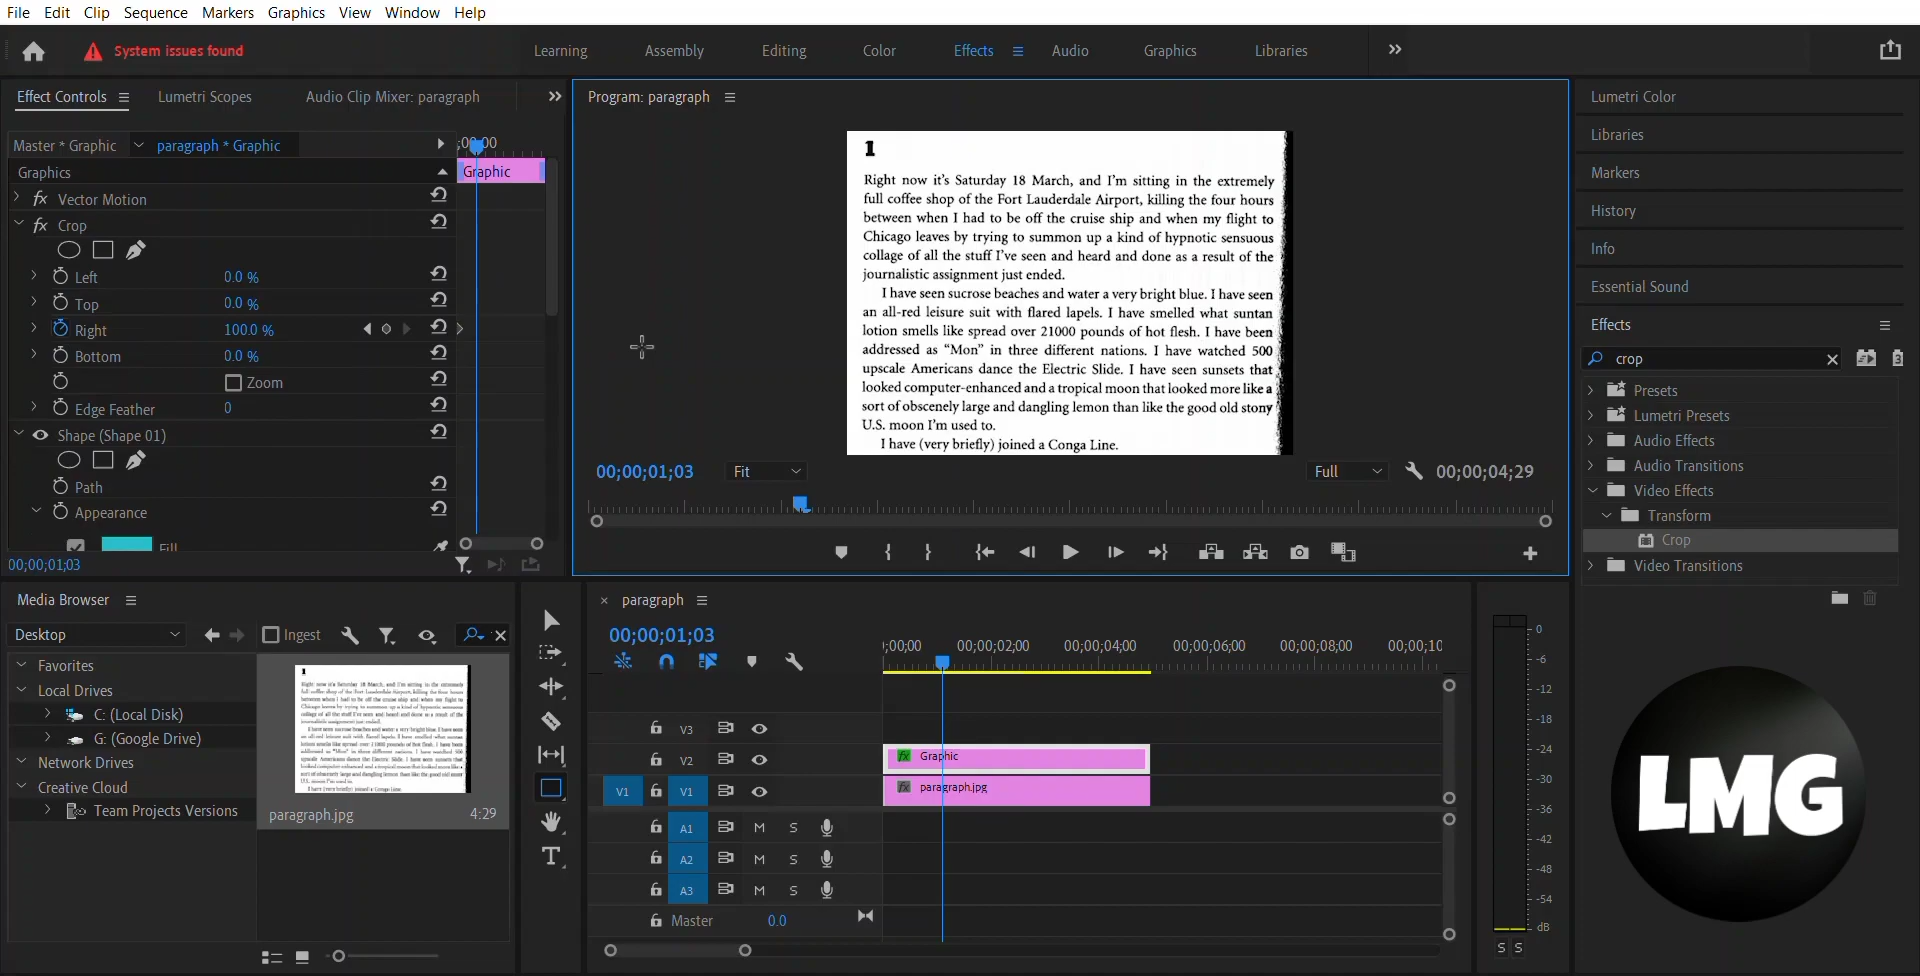 File Edit Clip Sequence Markers Graphics View Window Help
System issues found
Learning Assembly Editing Color Effects Audio Graphics Libraries
Effect Controls Lumetri Scopes Audio Clip Mixer: paragraph
Master * Graphic paragraph * Graphic ;00;00
Graphics Graphic
fx Vector Motion
fx Crop
Left 0.0 %
Top 0.0 %
Right 100.0 %
Bottom 0.0 %
Zoom
Edge Feather 0
Shape (Shape 01)
Path
Appearance
Fill
00;00;01;03
Program: paragraph
1
Right now it's Saturday 18 March, and I'm sitting in the extremely
full coffee shop of the Fort Lauderdale Airport, killing the four hours
between when I had to be off the cruise ship and when my flight to
Chicago leaves by trying to summon up a kind of hypnotic sensuous
collage of all the stuff I've seen and heard and done as a result of the
journalistic assignment just ended.
I have seen sucrose beaches and water a very bright blue. I have seen
an all-red leisure suit with flared lapels. I have smelled what suntan
lotion smells like spread over 21000 pounds of hot flesh. I have been
addressed as “Mon” in three different nations. I have watched 500
upscale Americans dance the Electric Slide. I have seen sunsets that
looked computer-enhanced and a tropical moon that looked more like a
sort of obscenely large and dangling lemon than like the good old stony
U.S. moon I'm used to.
I have (very briefly) joined a Conga Line.
00;00;01;03 Fit Full 00;00;04;29
Lumetri Color
Libraries
Markers
History
Info
Essential Sound
Effects
crop
Presets
Lumetri Presets
Audio Effects
Audio Transitions
Video Effects
Transform
Crop
Video Transitions
Media Browser
Desktop Ingest
Favorites
Local Drives
C: (Local Disk)
G: (Google Drive)
Network Drives
Creative Cloud
Team Projects Versions
paragraph.jpg 4:29
paragraph
00;00;01;03
;00;00 00;00;02;00 00;00;04;00 00;00;06;00 00;00;08;00 00;00;10
V3
V2 fx Graphic
V1 V1 fx paragraph.jpg
A1 M S
A2 M S
A3 M S
Master 0.0
0
-6
-12
-18
-24
-30
-36
-42
-48
-54
dB
S S
LMG